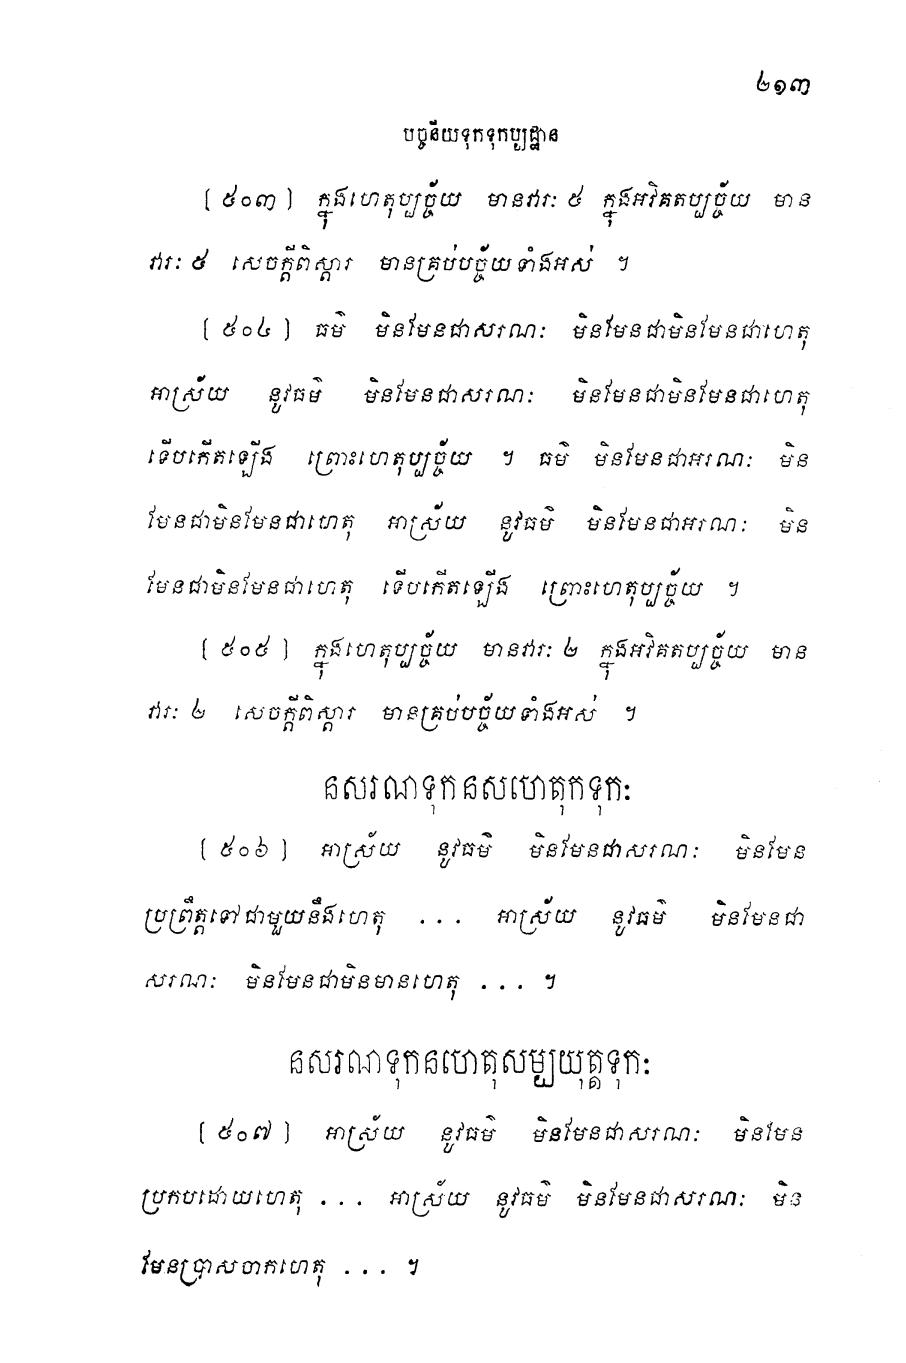 ២១៣
បច្ចនីយទុកទុកប្បដ្ឋាន
[ ៥០៣ ] ក្នុងហេតុប្បច្ច័យ មានវារៈ ៥ ក្នុងអវិគតប្បច្ច័យ មាន
វារៈ ៥ សេចក្តីពិស្តារ មានគ្រប់បច្ច័យទាំងអស់ ។
[ ៥០៤ ] ធម៌ មិនមែនជាសរណៈ មិនមែនជាមិនមែនជាហេតុ
អាស្រ័យ នូវធម៌ មិនមែនជាសរណៈ មិនមែនជាមិនមែនជាហេតុ
ទើបកើតឡើង ព្រោះហេតុប្បច្ច័យ ។ ធម៌ មិនមែនជាអរណៈ មិន
មែនជាមិនមែនជាហេតុ អាស្រ័យ នូវធម៌ មិនមែនជាអរណៈ មិន
មែនជាមិនមែនជាហេតុ ទើបកើតឡើង ព្រោះហេតុប្បច្ច័យ ។
[ ៥០៥ ] ក្នុងហេតុប្បច្ច័យ មានវារៈ ២ ក្នុងអវិគតប្បច្ច័យ មាន
វារៈ ២ សេចក្តីពិស្តារ មានគ្រប់បច្ច័យទាំងអស់ ។
នសរណទុកនសហេតុកទុកៈ
[ ៥០៦ ] អាស្រ័យ នូវធម៌ មិនមែនជាសរណៈ មិនមែន
ប្រព្រឹត្តទៅជាមួយនឹងហេតុ . . . អាស្រ័យ នូវធម៌ មិនមែនជា
សរណៈ មិនមែនជាមិនមានហេតុ . . . ។
នសរណទុកនហេតុសម្បយុត្តទុកៈ
[ ៥០៧ ] អាស្រ័យ នូវធម៌ មិនមែនជាសរណៈ មិនមែន
ប្រកបដោយហេតុ . . . អាស្រ័យ នូវធម៌ មិនមែនជាសរណៈ មិន
មែនប្រាសចាកហេតុ . . . ។